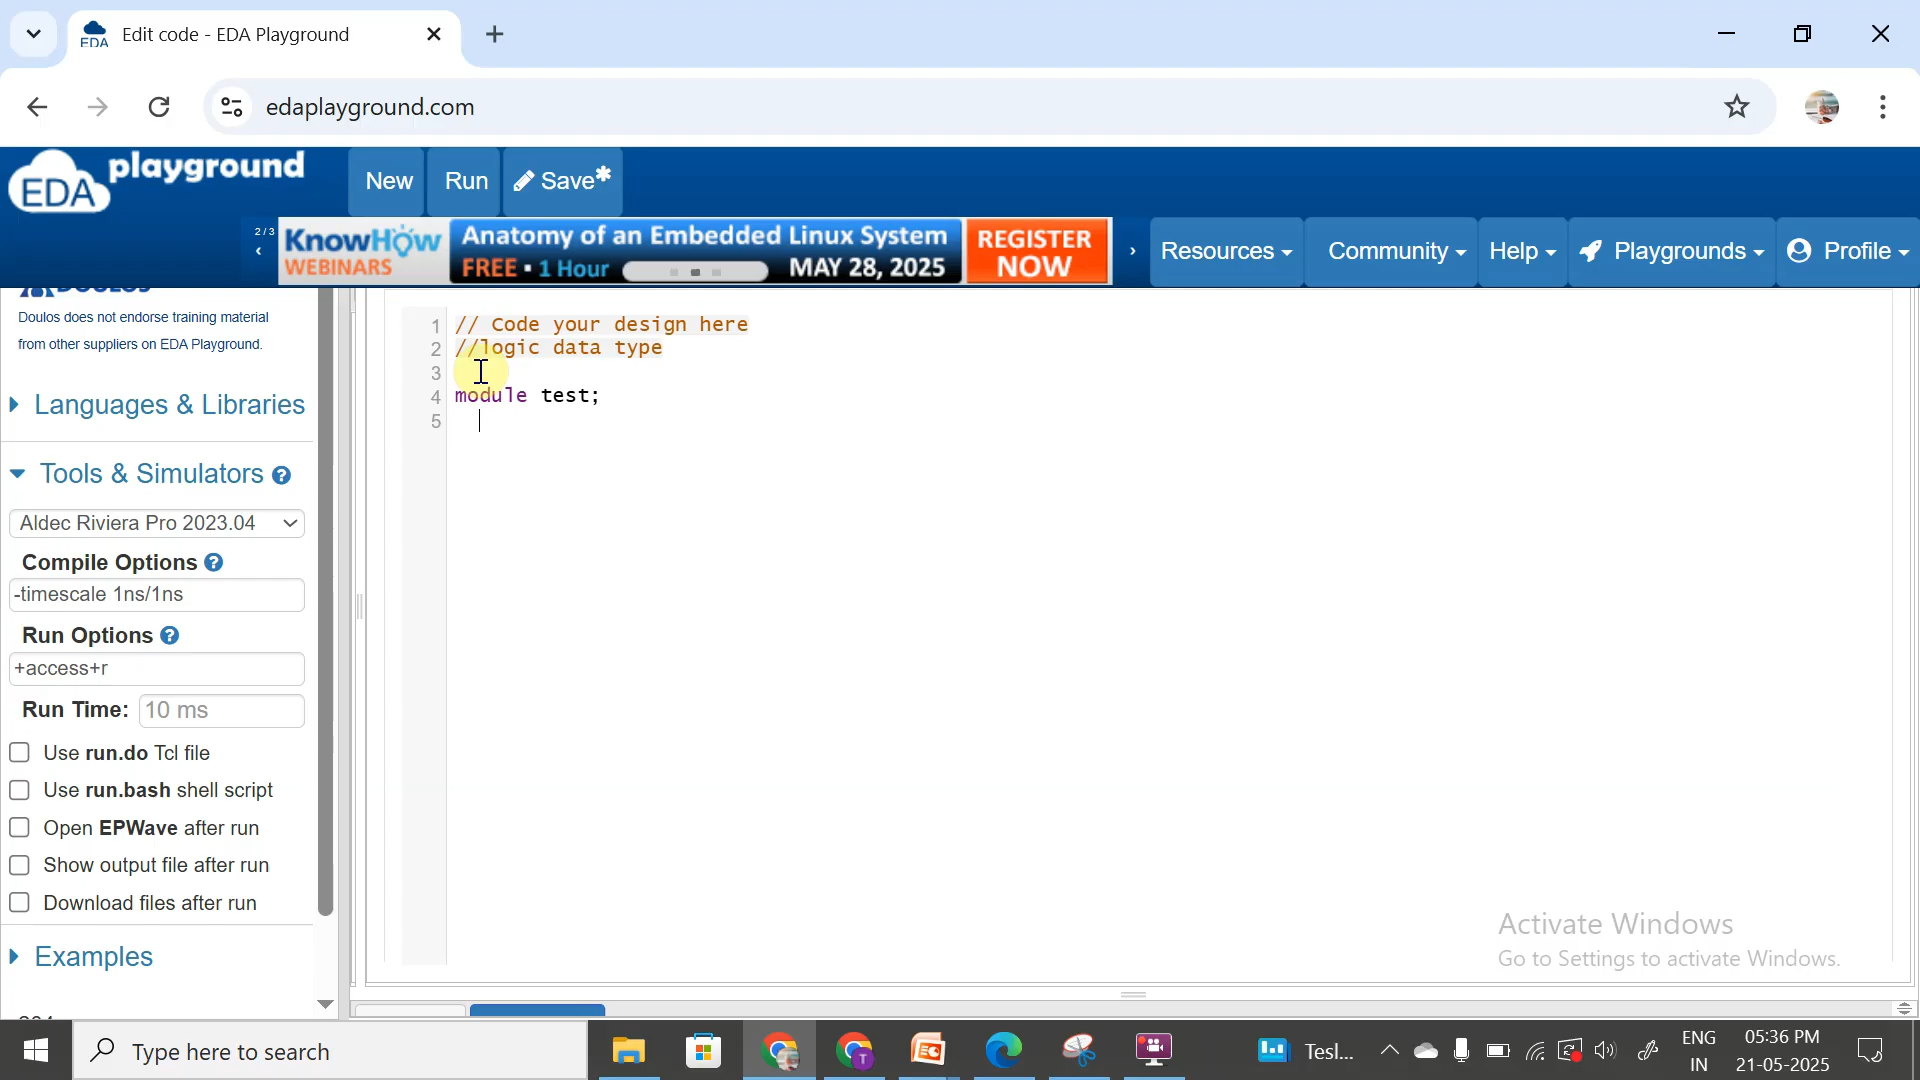 Edit code - EDA Playground
edaplayground.com
EDA playground
New
Run
Save*
2/3
KnowHow WEBINARS
Anatomy of an Embedded Linux System
FREE • 1 Hour
MAY 28, 2025
REGISTER NOW
Resources
Community
Help
Playgrounds
Profile
Doulos does not endorse training material
from other suppliers on EDA Playground.
Languages & Libraries
Tools & Simulators
Aldec Riviera Pro 2023.04
Compile Options
-timescale 1ns/1ns
Run Options
+access+r
Run Time: 10 ms
Use run.do Tcl file
Use run.bash shell script
Open EPWave after run
Show output file after run
Download files after run
Examples
1 // Code your design here
2 //logic data type
3
4 module test;
5
Activate Windows
Go to Settings to activate Windows.
Type here to search
Tesl...
ENG
IN
05:36 PM
21-05-2025